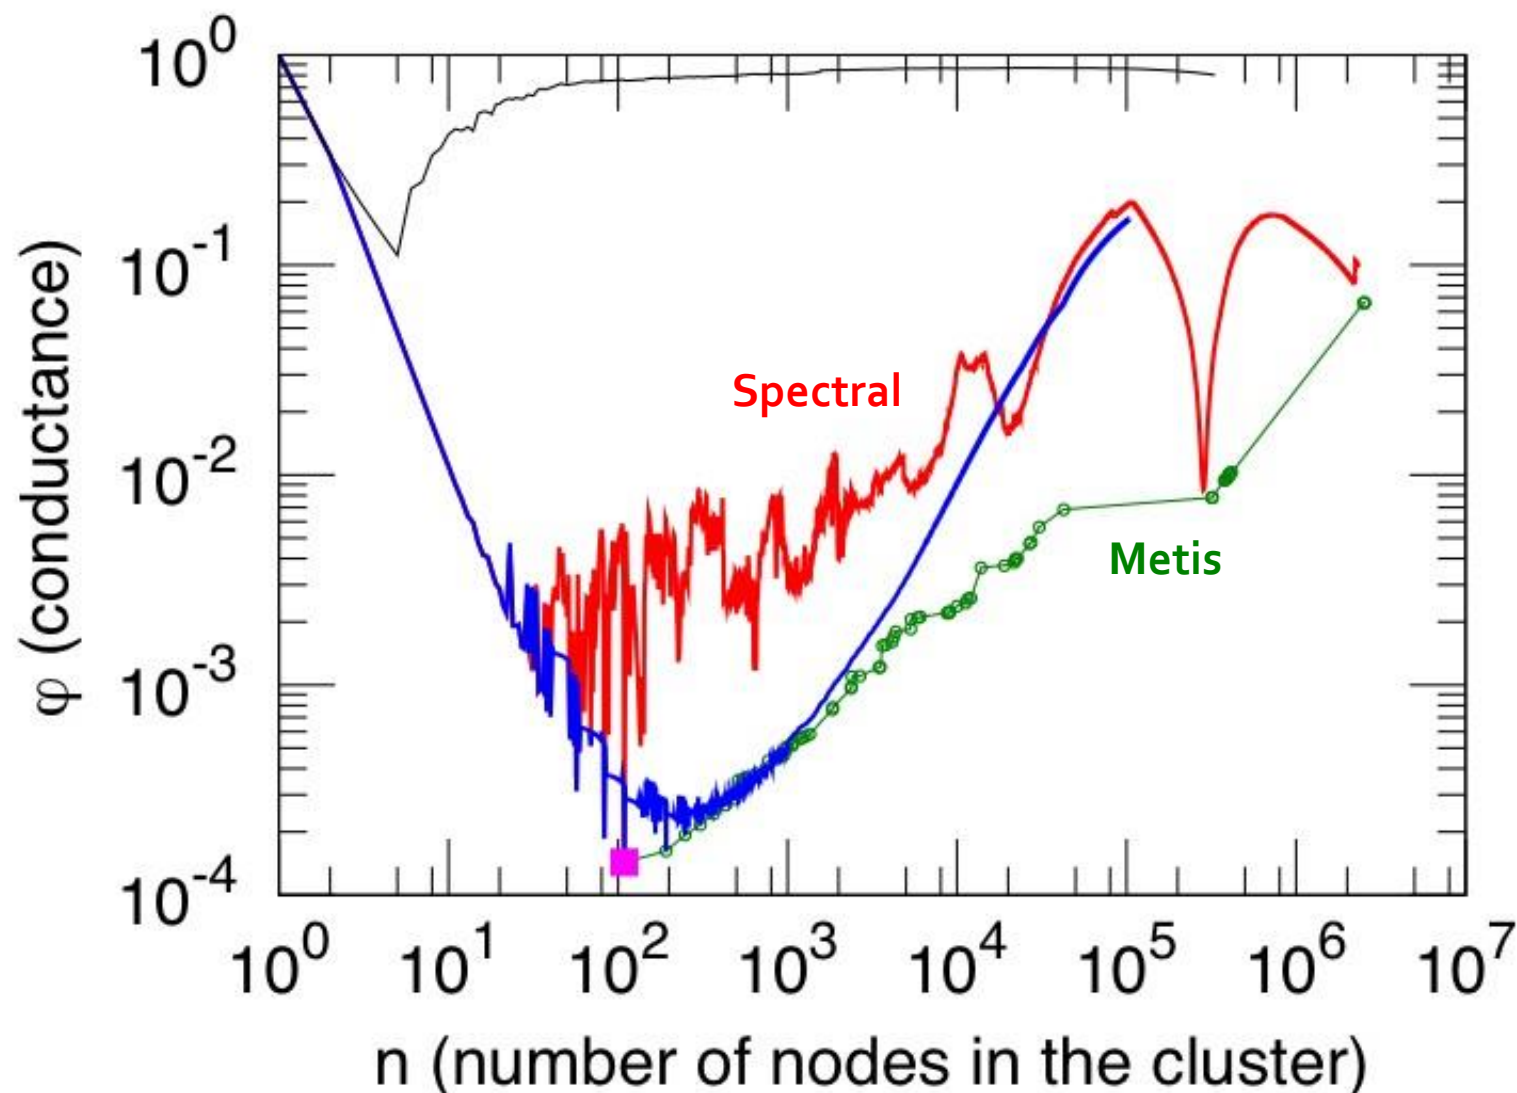 10^0
10^-1
10^-2
10^-3
10^-4
φ (conductance)
Spectral
Metis
10^0 10^1 10^2 10^3 10^4 10^5 10^6 10^7
n (number of nodes in the cluster)